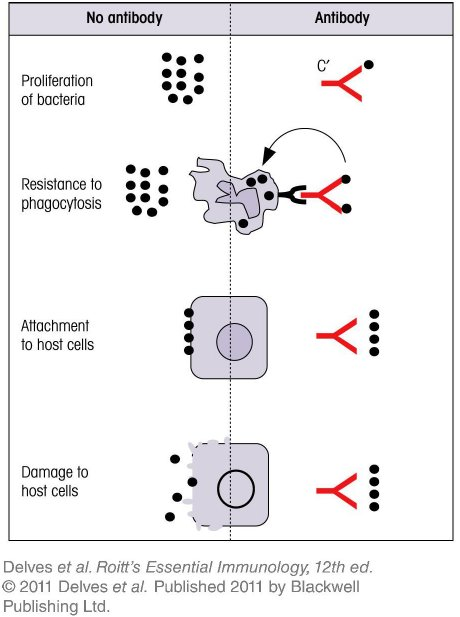 No antibody
Antibody
Proliferation
of bacteria
C′
Resistance to
phagocytosis
Attachment
to host cells
Damage to
host cells
Delves et al. Roitt's Essential Immunology, 12th ed.
© 2011 Delves et al. Published 2011 by Blackwell
Publishing Ltd.